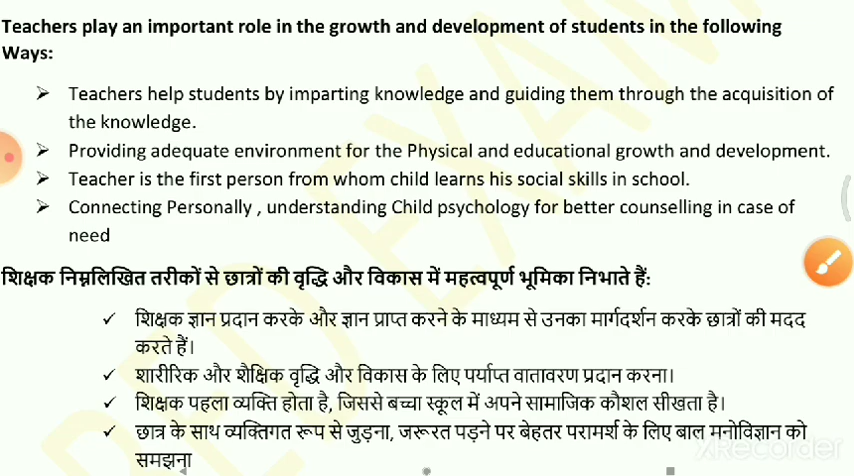 Teachers play an important role in the growth and development of students in the following
Ways:
➢ Teachers help students by imparting knowledge and guiding them through the acquisition of
the knowledge.
➢ Providing adequate environment for the Physical and educational growth and development.
➢ Teacher is the first person from whom child learns his social skills in school.
➢ Connecting Personally , understanding Child psychology for better counselling in case of
need
शिक्षक निम्नलिखित तरीकों से छात्रों की वृद्धि और विकास में महत्वपूर्ण भूमिका निभाते हैं:
✓ शिक्षक ज्ञान प्रदान करके और ज्ञान प्राप्त करने के माध्यम से उनका मार्गदर्शन करके छात्रों की मदद
करते हैं।
✓ शारीरिक और शैक्षिक वृद्धि और विकास के लिए पर्याप्त वातावरण प्रदान करना।
✓ शिक्षक पहला व्यक्ति होता है, जिससे बच्चा स्कूल में अपने सामाजिक कौशल सीखता है।
✓ छात्र के साथ व्यक्तिगत रूप से जुड़ना, जरूरत पड़ने पर बेहतर परामर्श के लिए बाल मनोविज्ञान को
समझना
XRecorder